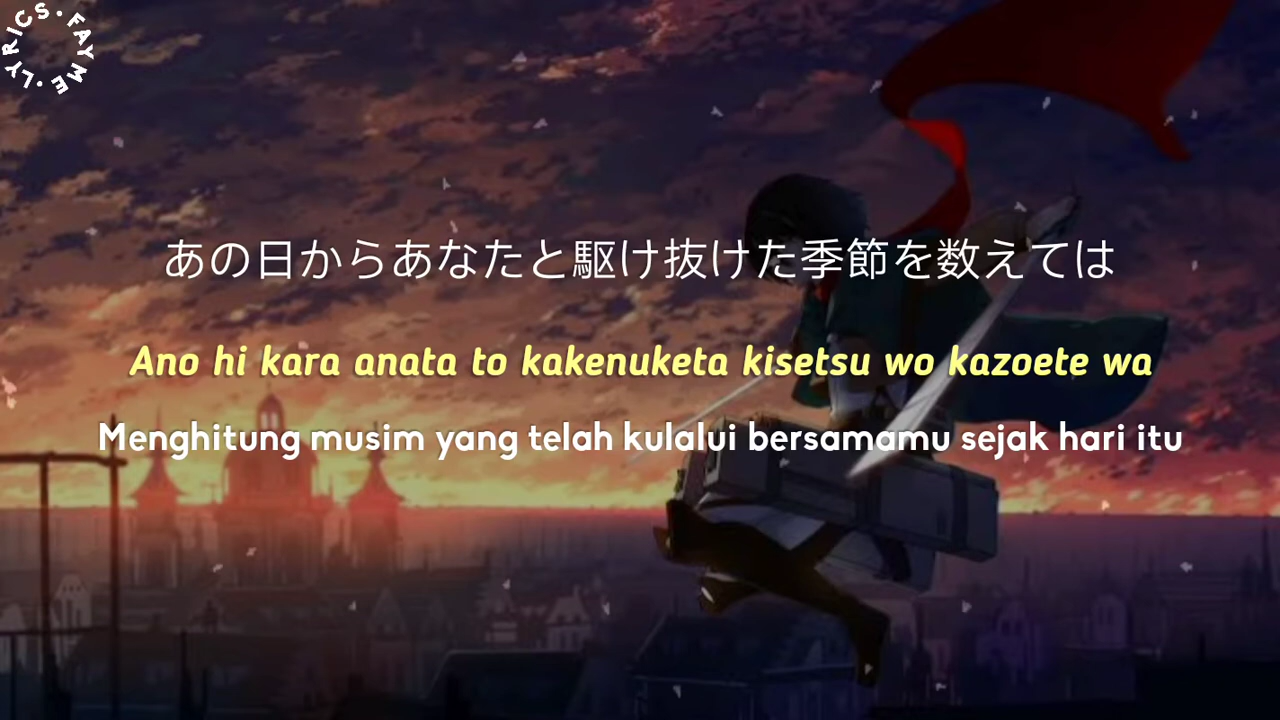 LYRICS • FAY ME •
あの日からあなたと駆け抜けた季節を数えては
Ano hi kara anata to kakenuketa kisetsu wo kazoete wa
Menghitung musim yang telah kulalui bersamamu sejak hari itu